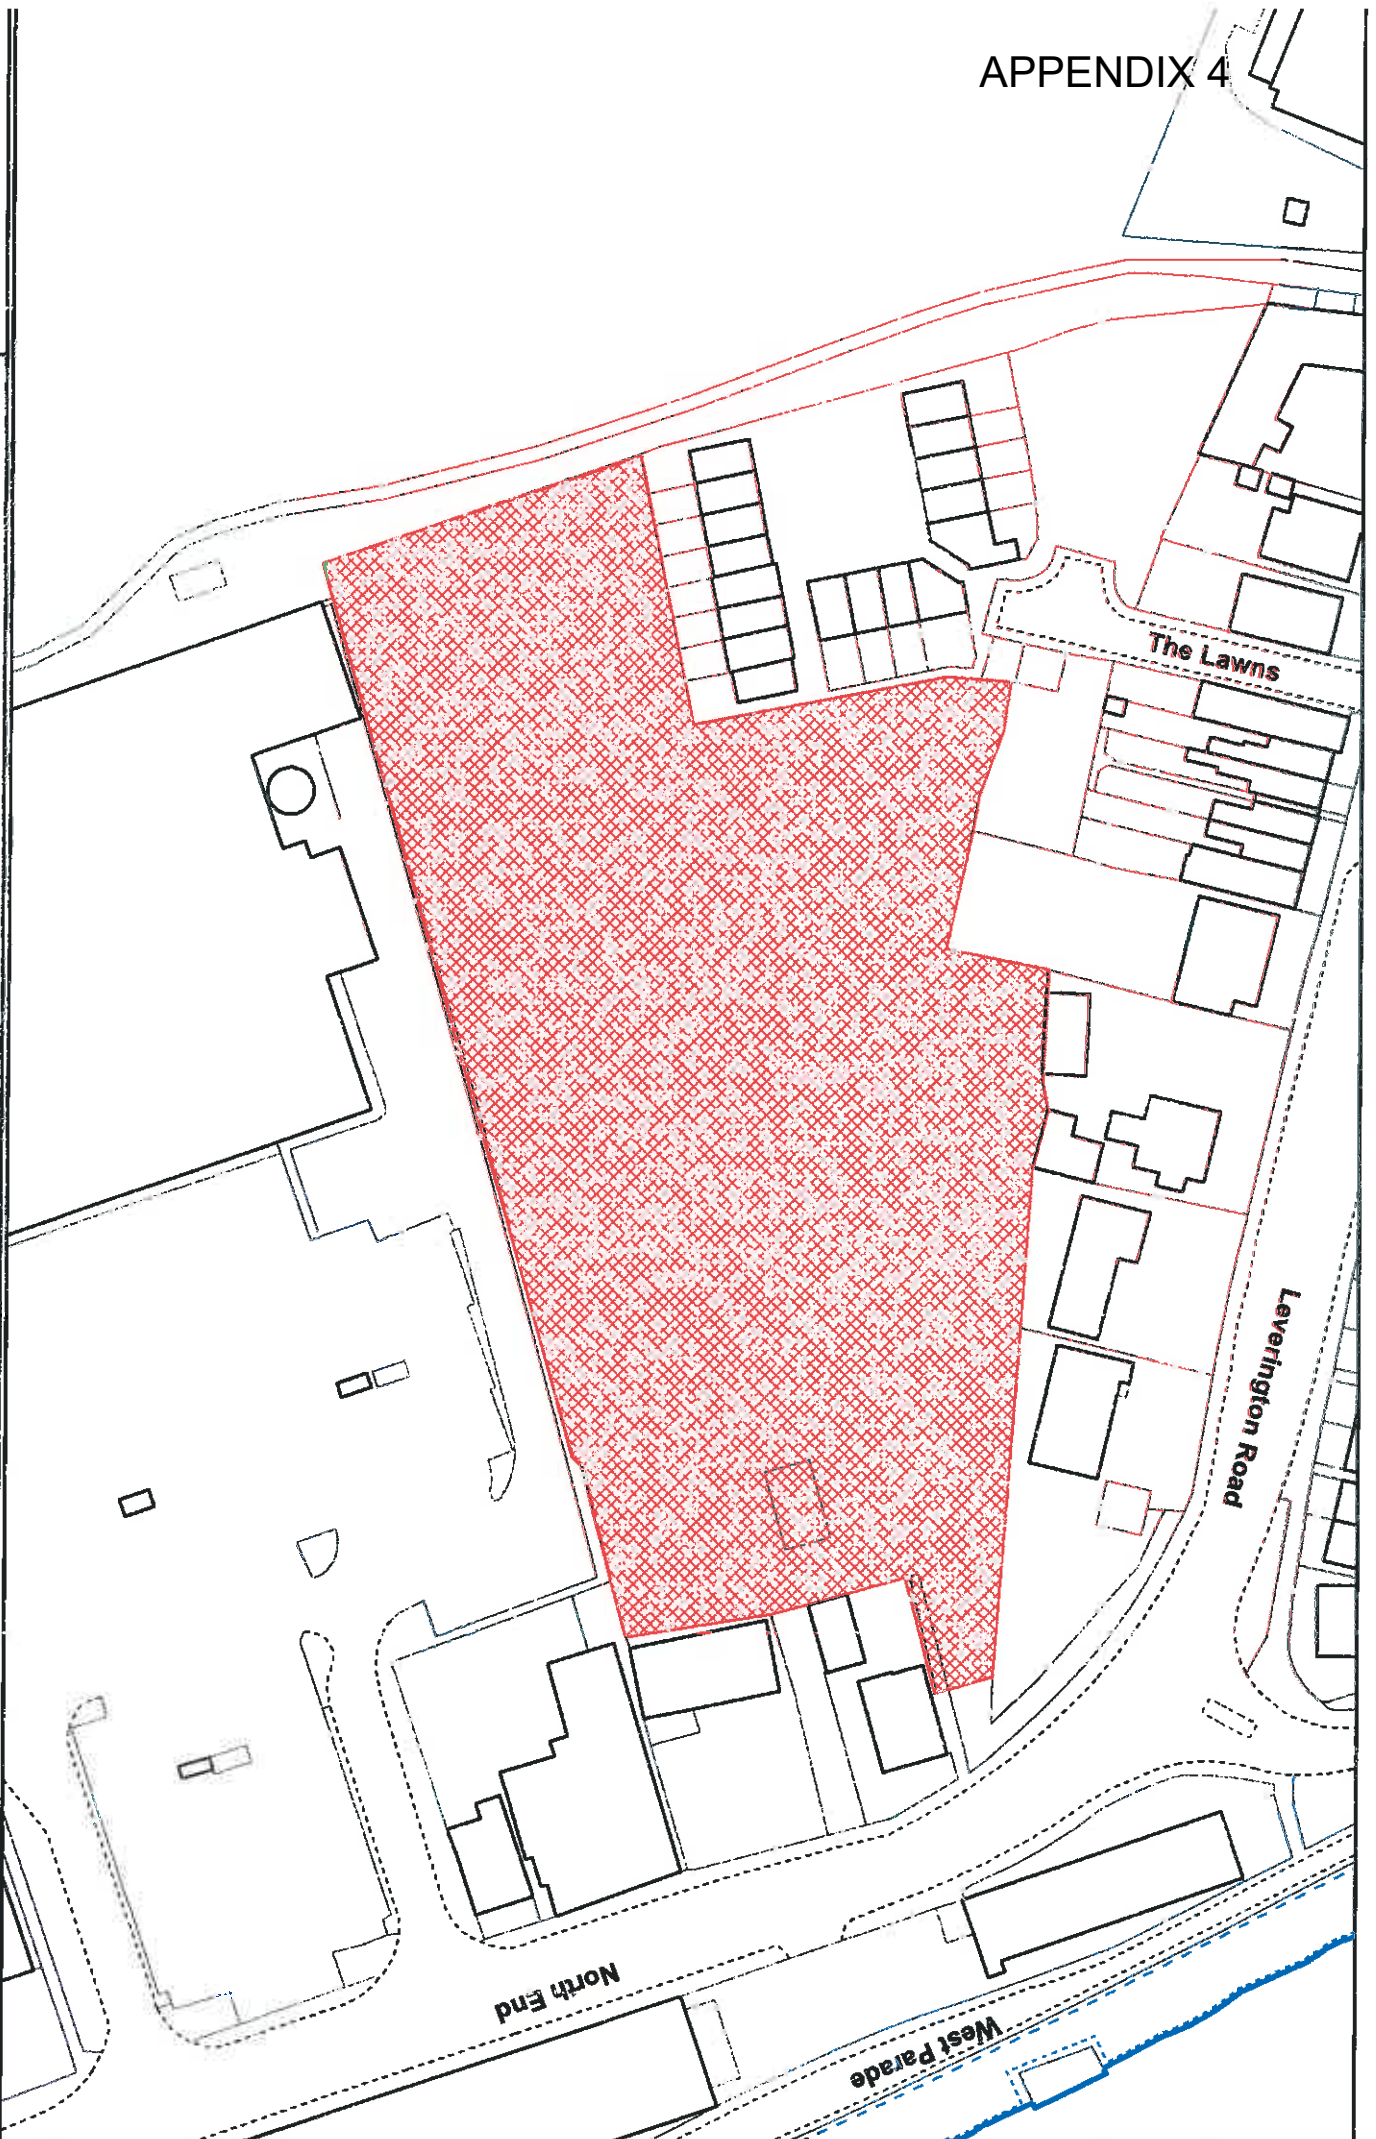 APPENDIX 4
The Lawns
Leverington Road
North End
West Parade